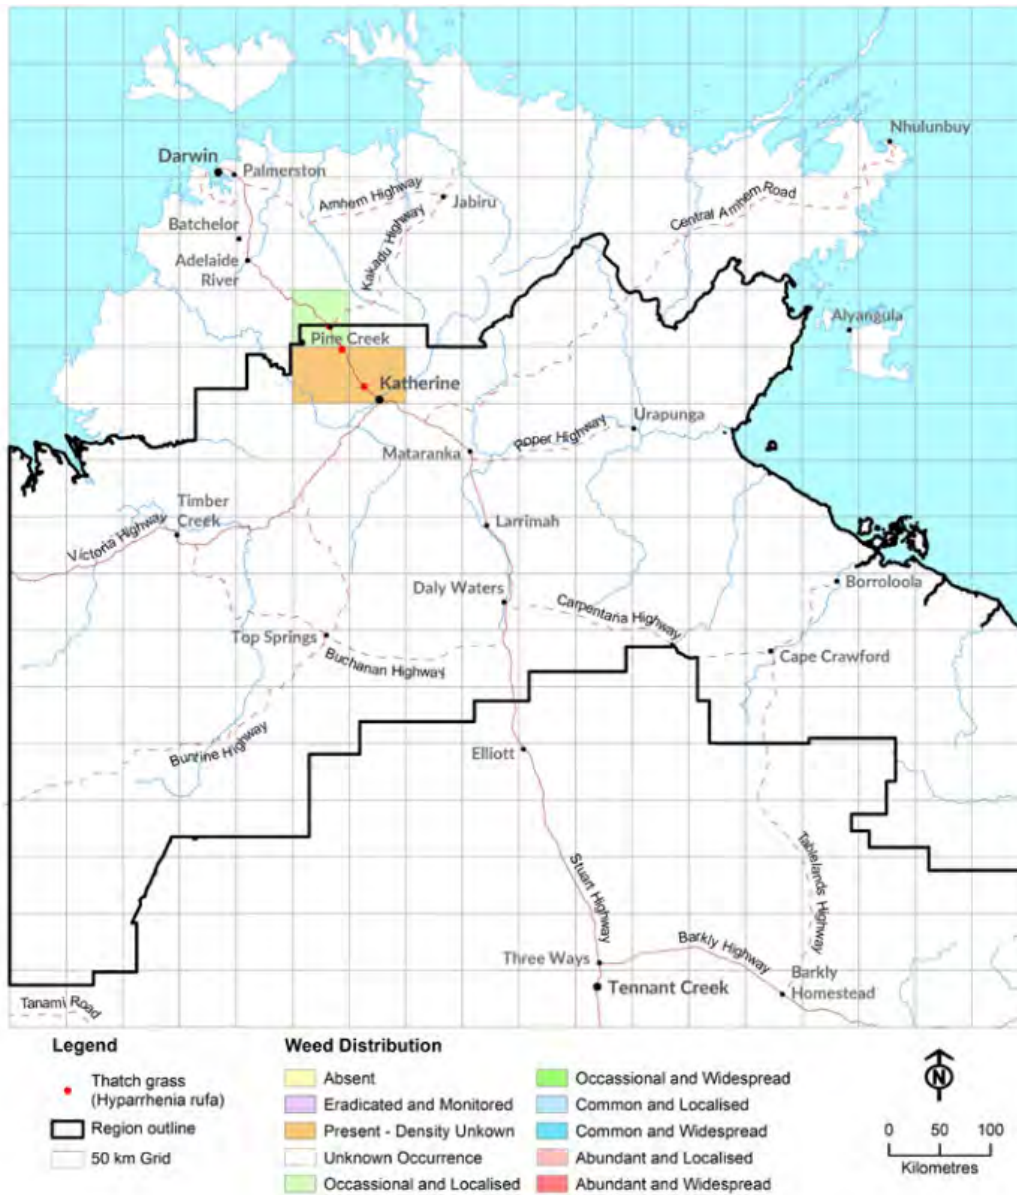 Nhulunbuy
Darwin
Palmerston
Arnhem Highway
Jabiru
Central Arnhem Road
Batchelor
Kakadu Highway
Adelaide
River
Alyangula
Pine Creek
Katherine
Urapunga
Roper Highway
Mataranka
Timber
Creek
Victoria Highway
Larrimah
Borroloola
Daly Waters
Carpentaria Highway
Top Springs
Buchanan Highway
Cape Crawford
Buntine Highway
Elliott
Tablelands Highway
Stuart Highway
Three Ways
Barkly Highway
Barkly
Homestead
Tennant Creek
Tanami Road
Legend
Thatch grass
(Hyparrhenia rufa)
Region outline
50 km Grid
Weed Distribution
Absent
Eradicated and Monitored
Present - Density Unkown
Unknown Occurrence
Occassional and Localised
Occassional and Widespread
Common and Localised
Common and Widespread
Abundant and Localised
Abundant and Widespread
N
0 50 100
Kilometres